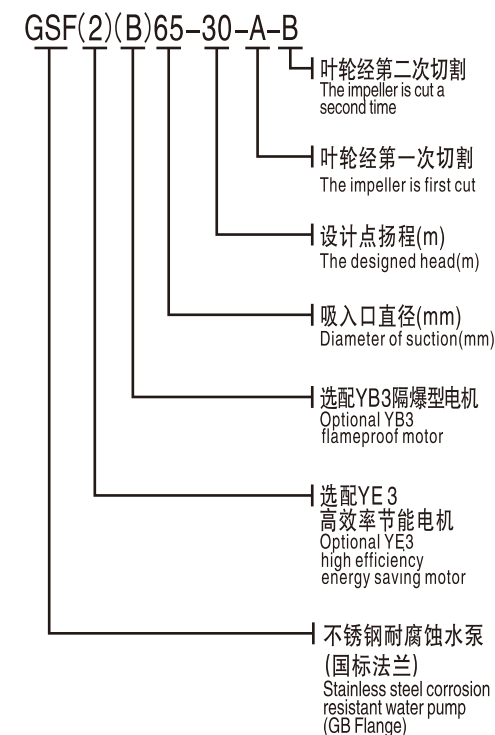 GSF(2)(B)65-30-A-B
叶轮经第二次切割
The impeller is cut a
second time
叶轮经第一次切割
The impeller is first cut
设计点扬程(m)
The designed head(m)
吸入口直径(mm)
Diameter of suction(mm)
选配YB3隔爆型电机
Optional YB3
flameproof motor
选配YE3
高效率节能电机
Optional YE3
high efficiency
energy saving motor
不锈钢耐腐蚀水泵
(国标法兰)
Stainless steel corrosion
resistant water pump
(GB Flange)